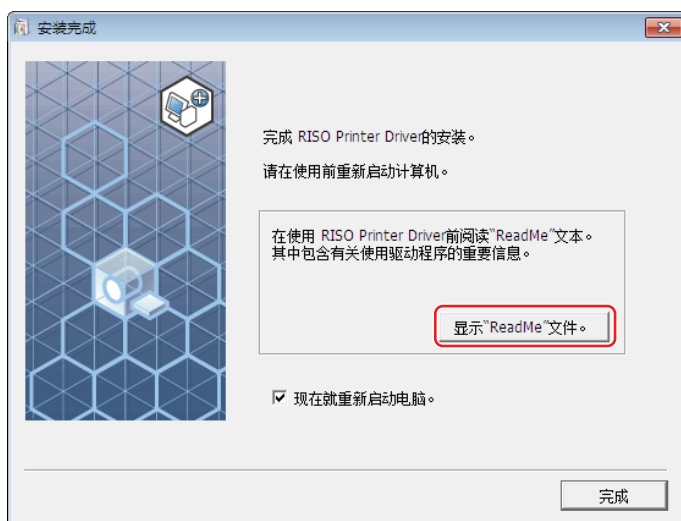 安装完成
完成 RISO Printer Driver的安装。
请在使用前重新启动计算机。
在使用 RISO Printer Driver前阅读"ReadMe"文本。
其中包含有关使用驱动程序的重要信息。
显示"ReadMe"文件。
现在就重新启动电脑。
完成